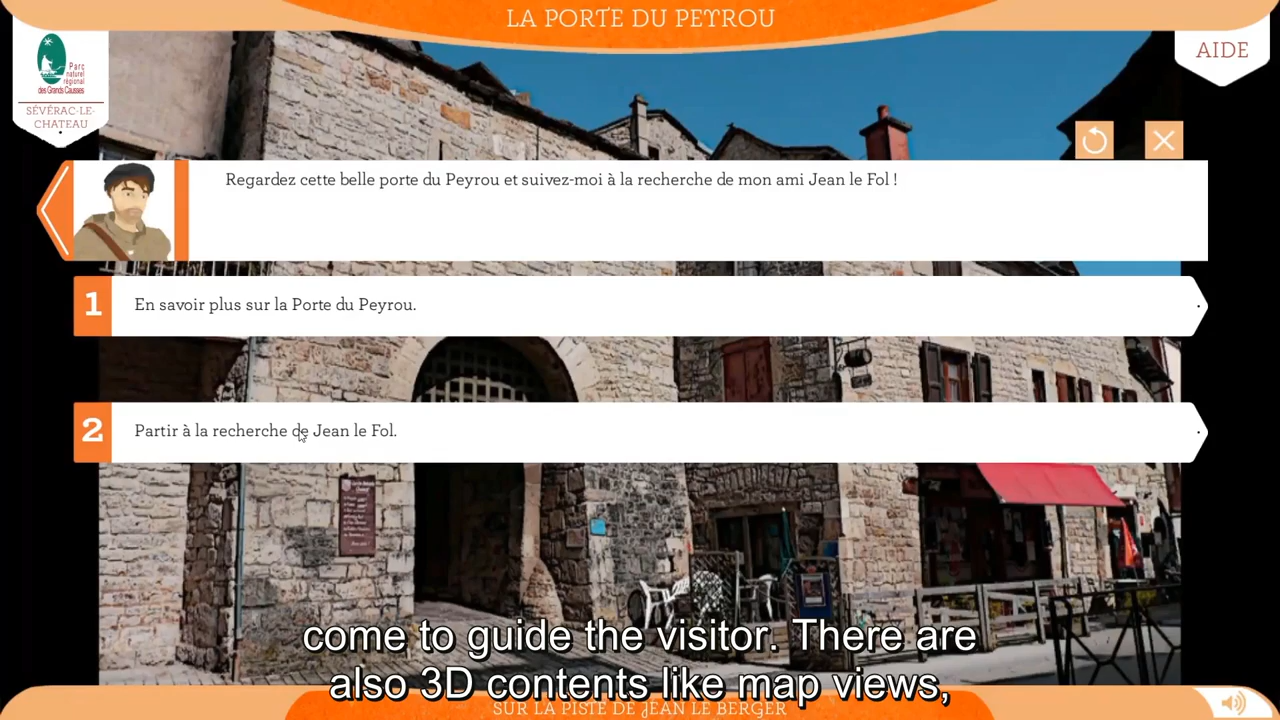 LA PORTE DU PEYROU
AIDE
Parc
naturel
régional
des Grands Causses
SÉVÉRAC-LE-
CHATEAU
Regardez cette belle porte du Peyrou et suivez-moi à la recherche de mon ami Jean le Fol !
1 En savoir plus sur la Porte du Peyrou.
2 Partir à la recherche de Jean le Fol.
come to guide the visitor. There are
also 3D contents like map views,
SUR LA PISTE DE JEAN LE BERGER